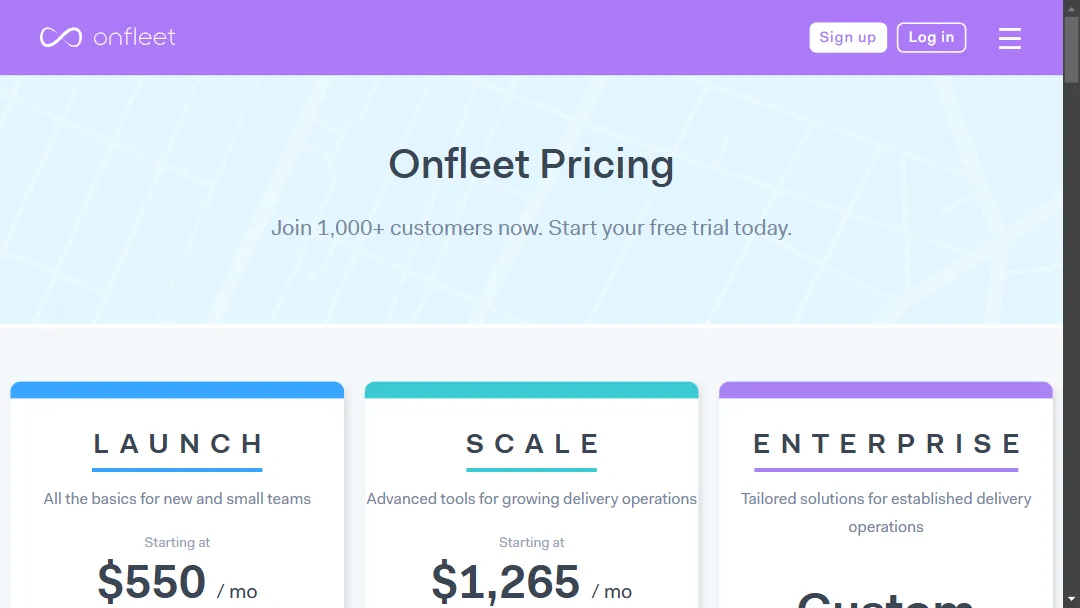 onfleet
Sign up
Log in
Onfleet Pricing
Join 1,000+ customers now. Start your free trial today.
LAUNCH
All the basics for new and small teams
Starting at
$550 / mo
SCALE
Advanced tools for growing delivery operations
Starting at
$1,265 / mo
ENTERPRISE
Tailored solutions for established delivery
operations
Custom